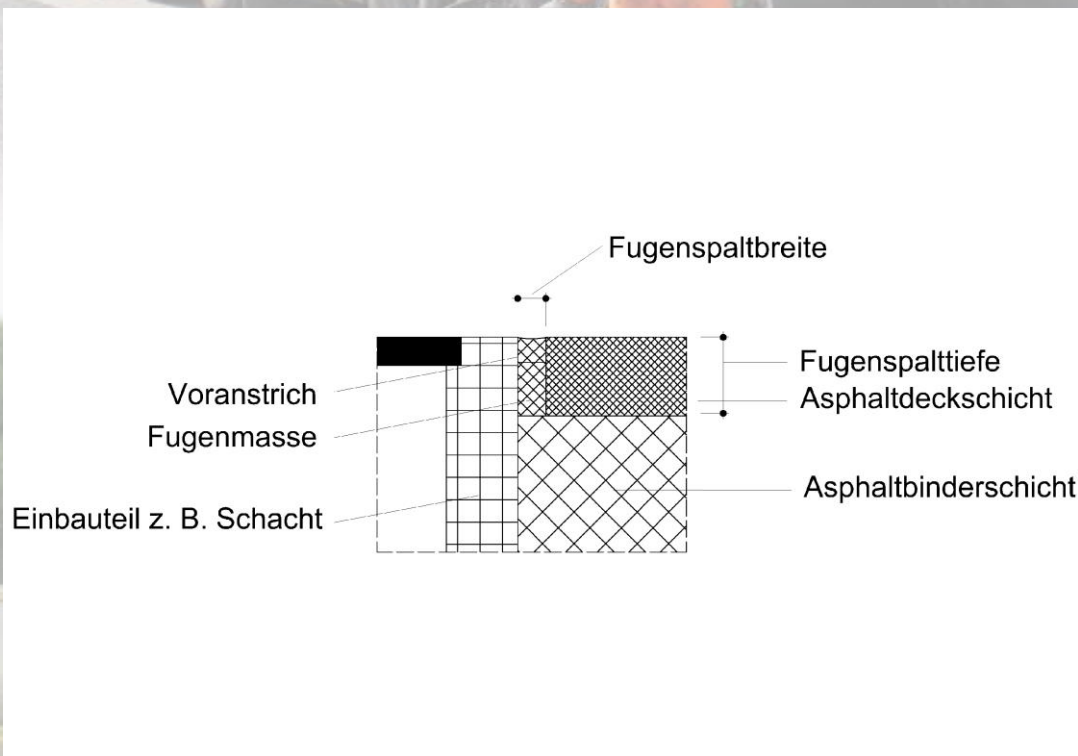 Fugenspaltbreite
Fugenspalttiefe
Voranstrich
Asphaltdeckschicht
Fugenmasse
Asphaltbinderschicht
Einbauteil z. B. Schacht